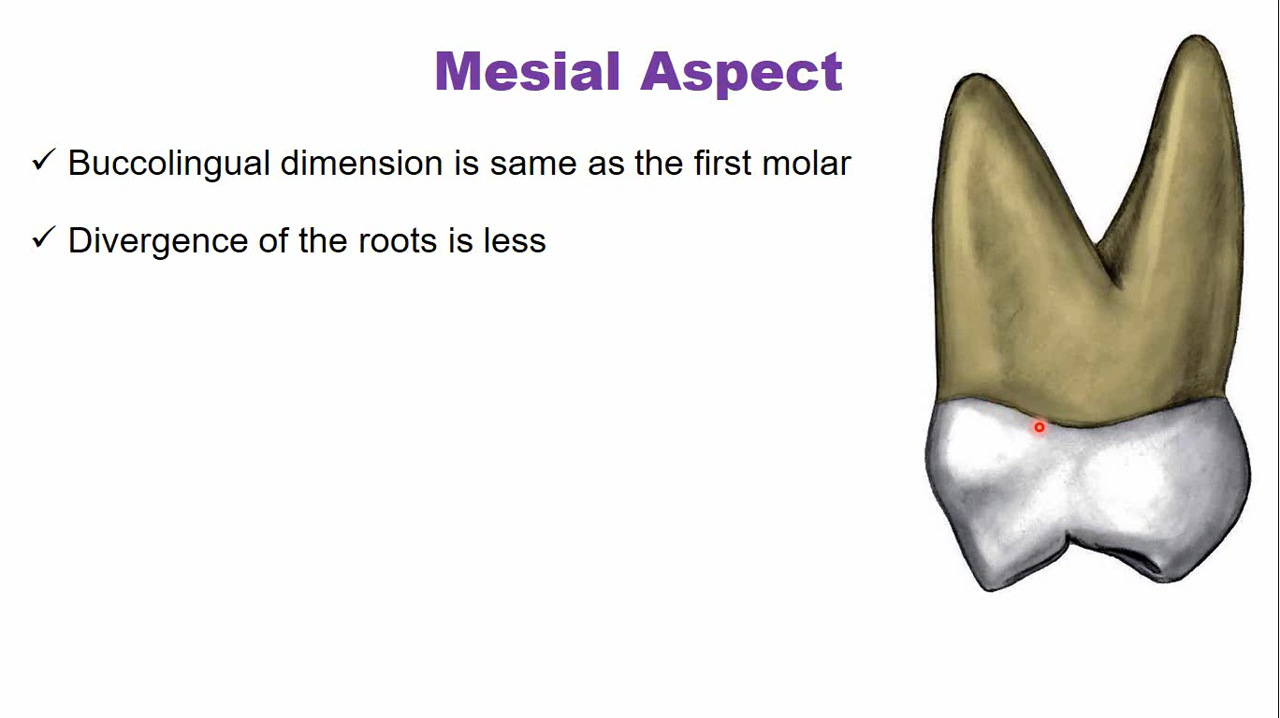 Mesial Aspect
✓ Buccolingual dimension is same as the first molar
✓ Divergence of the roots is less